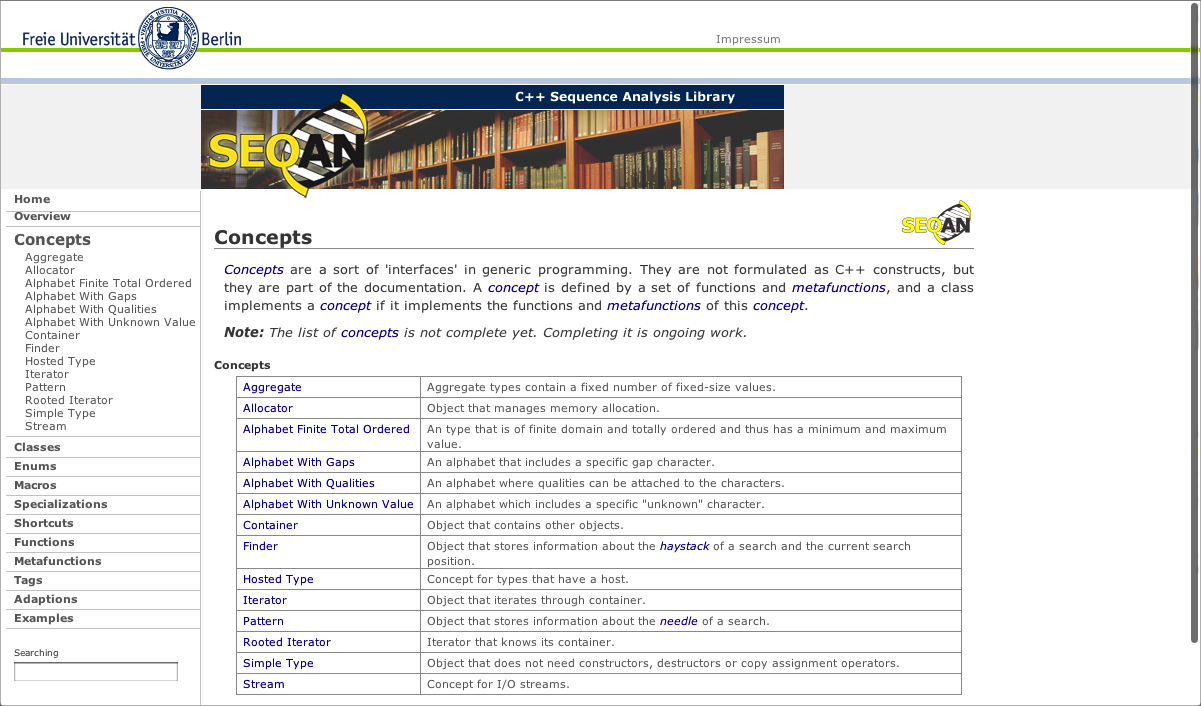 Freie Universität Berlin
Impressum
C++ Sequence Analysis Library
SEQAN
Home
Overview
Concepts
Aggregate
Allocator
Alphabet Finite Total Ordered
Alphabet With Gaps
Alphabet With Qualities
Alphabet With Unknown Value
Container
Finder
Hosted Type
Iterator
Pattern
Rooted Iterator
Simple Type
Stream
Classes
Enums
Macros
Specializations
Shortcuts
Functions
Metafunctions
Tags
Adaptions
Examples
Searching
SEQAN
Concepts
Concepts are a sort of 'interfaces' in generic programming. They are not formulated as C++ constructs, but
they are part of the documentation. A concept is defined by a set of functions and metafunctions, and a class
implements a concept if it implements the functions and metafunctions of this concept.
Note: The list of concepts is not complete yet. Completing it is ongoing work.
Concepts
Aggregate Aggregate types contain a fixed number of fixed-size values.
Allocator Object that manages memory allocation.
Alphabet Finite Total Ordered An type that is of finite domain and totally ordered and thus has a minimum and maximum
value.
Alphabet With Gaps An alphabet that includes a specific gap character.
Alphabet With Qualities An alphabet where qualities can be attached to the characters.
Alphabet With Unknown Value An alphabet which includes a specific "unknown" character.
Container Object that contains other objects.
Finder Object that stores information about the haystack of a search and the current search
position.
Hosted Type Concept for types that have a host.
Iterator Object that iterates through container.
Pattern Object that stores information about the needle of a search.
Rooted Iterator Iterator that knows its container.
Simple Type Object that does not need constructors, destructors or copy assignment operators.
Stream Concept for I/O streams.